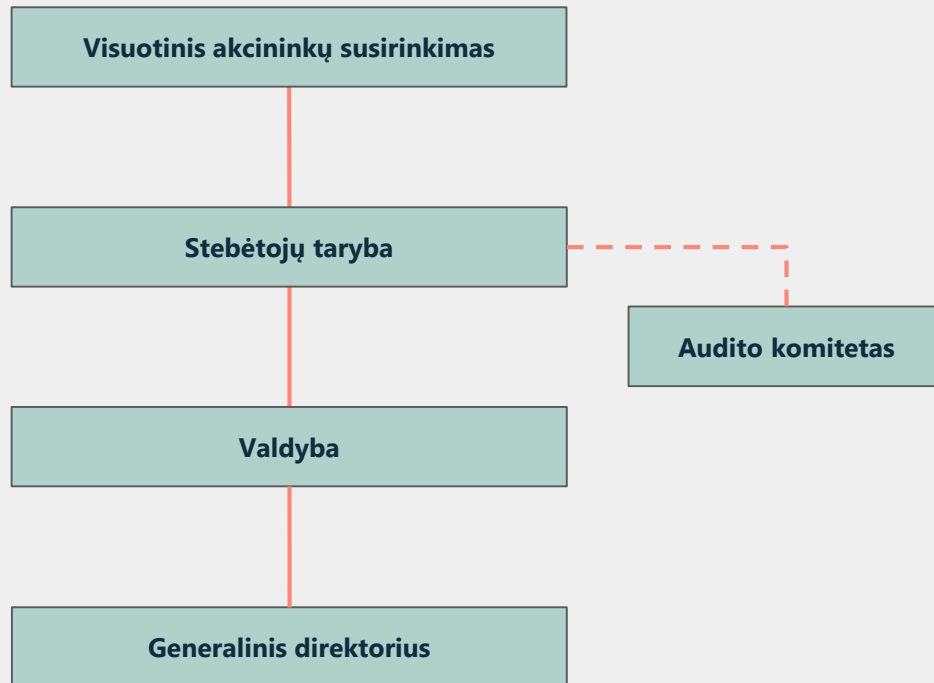 Visuotinis akcininkų susirinkimas
Stebėtojų taryba
Audito komitetas
Valdyba
Generalinis direktorius